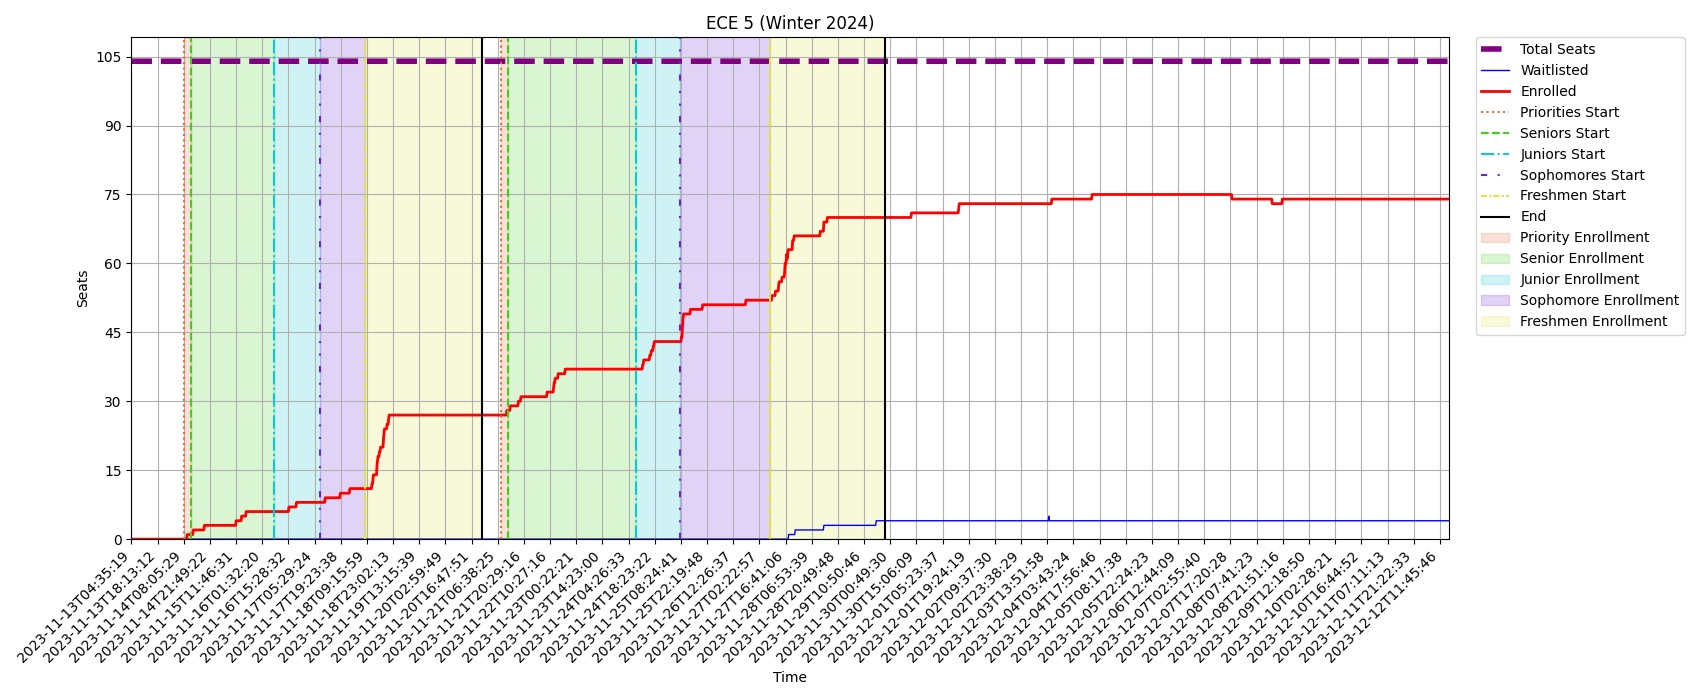 ECE 5 (Winter 2024)
Seats
105
90
75
60
45
30
15
0
2023-11-13T04:35:19
2023-11-13T18:13:12
2023-11-14T08:05:29
2023-11-14T21:49:22
2023-11-15T11:46:31
2023-11-16T01:32:20
2023-11-16T15:28:32
2023-11-17T05:29:24
2023-11-17T19:23:38
2023-11-18T09:15:59
2023-11-18T23:02:13
2023-11-19T13:15:39
2023-11-20T02:59:49
2023-11-20T16:47:51
2023-11-21T06:38:25
2023-11-21T20:29:16
2023-11-22T10:27:16
2023-11-23T00:22:21
2023-11-23T14:23:00
2023-11-24T04:26:33
2023-11-24T18:23:22
2023-11-25T08:24:41
2023-11-25T22:19:48
2023-11-26T12:26:37
2023-11-27T02:22:57
2023-11-27T16:41:06
2023-11-28T06:53:39
2023-11-28T20:49:48
2023-11-29T10:50:46
2023-11-30T00:49:30
2023-11-30T15:06:09
2023-12-01T05:23:37
2023-12-01T19:24:19
2023-12-02T09:37:30
2023-12-02T23:38:29
2023-12-03T13:51:58
2023-12-04T03:43:24
2023-12-04T17:56:46
2023-12-05T08:17:38
2023-12-05T22:24:23
2023-12-06T12:44:09
2023-12-07T02:55:40
2023-12-07T17:20:28
2023-12-08T07:41:23
2023-12-08T21:51:16
2023-12-09T12:18:50
2023-12-10T02:28:21
2023-12-10T16:44:52
2023-12-11T07:11:13
2023-12-11T21:22:33
2023-12-12T11:45:46
Time
Total Seats
Waitlisted
Enrolled
Priorities Start
Seniors Start
Juniors Start
Sophomores Start
Freshmen Start
End
Priority Enrollment
Senior Enrollment
Junior Enrollment
Sophomore Enrollment
Freshmen Enrollment